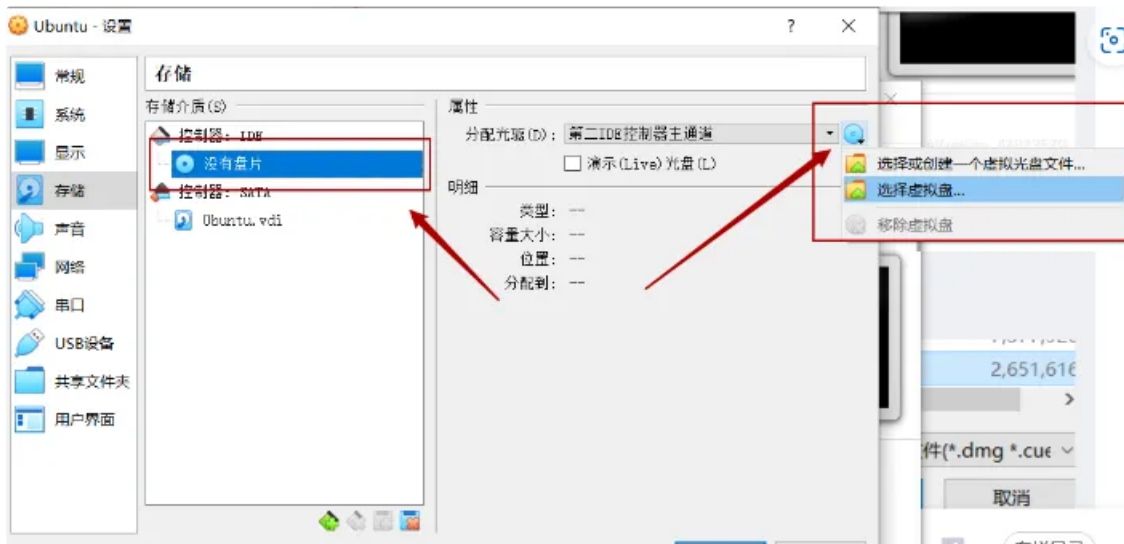 Ubuntu - 设置
?
常规
系统
显示
存储
声音
网络
串口
USB设备
共享文件夹
用户界面
存储
存储介质(S)
控制器: IDE
没有盘片
控制器: SATA
Ubuntu.vdi
属性
分配光驱(D): 第二IDE控制器主通道
演示(Live)光盘(L)
明细
类型: --
容量大小: --
位置: --
分配到: --
选择或创建一个虚拟光盘文件...
选择虚拟盘...
移除虚拟盘
2,651,616
件(*.dmg *.cue
取消